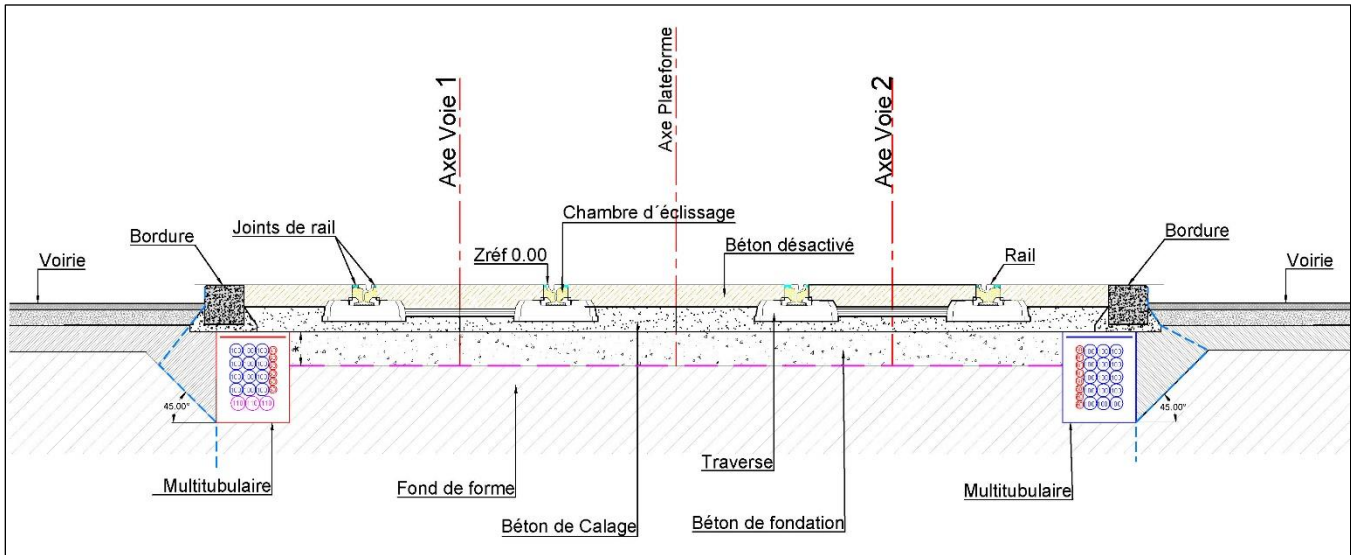 Axe Voie 1
Axe Plateforme
Axe Voie 2
Chambre d´éclissage
Joints de rail
Bordure
Béton désactivé
Bordure
Voirie
Zréf 0.00
Rail
Voirie
*
45.00°
45.00°
Traverse
Multitubulaire
Fond de forme
Multitubulaire
Béton de Calage
Béton de fondation